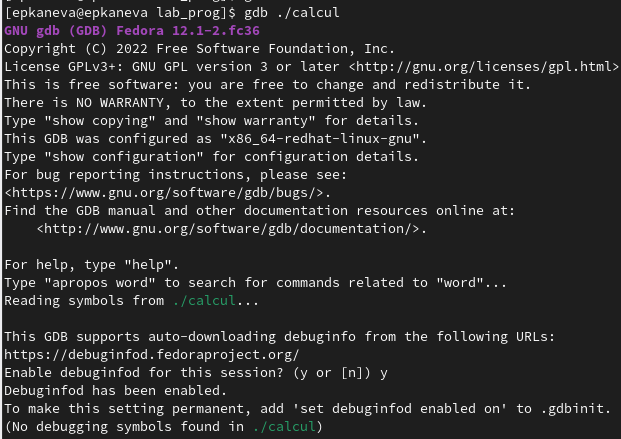 [epkaneva@epkaneva lab_prog]$ gdb ./calcul
GNU gdb (GDB) Fedora 12.1-2.fc36
Copyright (C) 2022 Free Software Foundation, Inc.
License GPLv3+: GNU GPL version 3 or later <http://gnu.org/licenses/gpl.html>
This is free software: you are free to change and redistribute it.
There is NO WARRANTY, to the extent permitted by law.
Type "show copying" and "show warranty" for details.
This GDB was configured as "x86_64-redhat-linux-gnu".
Type "show configuration" for configuration details.
For bug reporting instructions, please see:
<https://www.gnu.org/software/gdb/bugs/>.
Find the GDB manual and other documentation resources online at:
    <http://www.gnu.org/software/gdb/documentation/>.

For help, type "help".
Type "apropos word" to search for commands related to "word"...
Reading symbols from ./calcul...

This GDB supports auto-downloading debuginfo from the following URLs:
https://debuginfod.fedoraproject.org/
Enable debuginfod for this session? (y or [n]) y
Debuginfod has been enabled.
To make this setting permanent, add 'set debuginfod enabled on' to .gdbinit.
(No debugging symbols found in ./calcul)